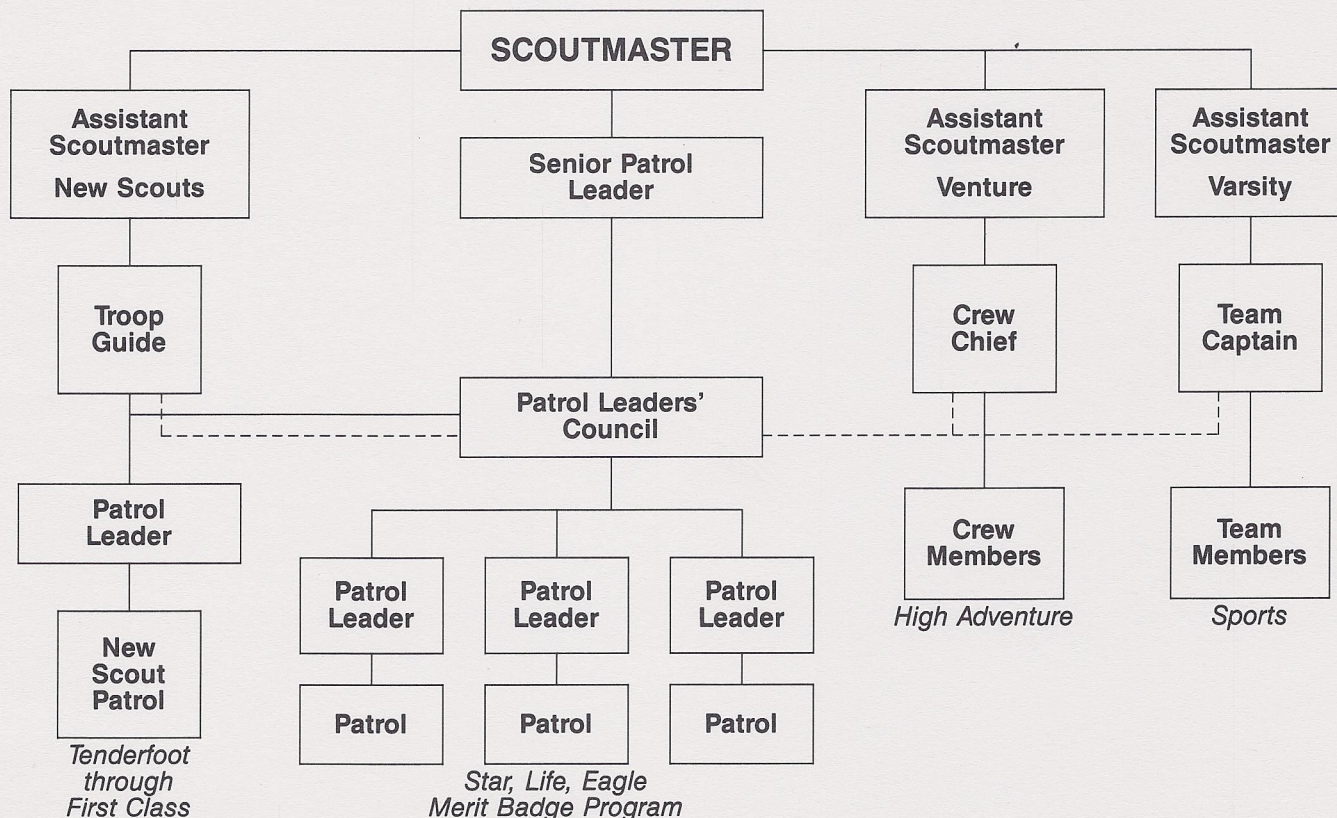 SCOUTMASTER
Assistant
Scoutmaster
New Scouts
Senior Patrol
Leader
Assistant
Scoutmaster
Venture
Assistant
Scoutmaster
Varsity
Troop
Guide
Crew
Chief
Team
Captain
Patrol Leaders'
Council
Patrol
Leader
Patrol
Leader
Patrol
Leader
Patrol
Leader
Crew
Members
High Adventure
Team
Members
Sports
New
Scout
Patrol
Tenderfoot
through
First Class
Patrol
Patrol
Patrol
Star, Life, Eagle
Merit Badge Program